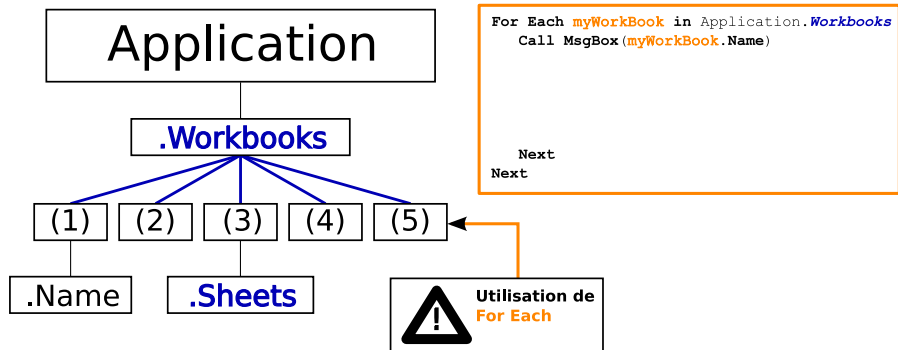 Application
.Workbooks
(1) (2) (3) (4) (5)
.Name
.Sheets
!
Utilisation de
For Each
For Each myWorkBook in Application.Workbooks
Call MsgBox(myWorkBook.Name)
Next
Next